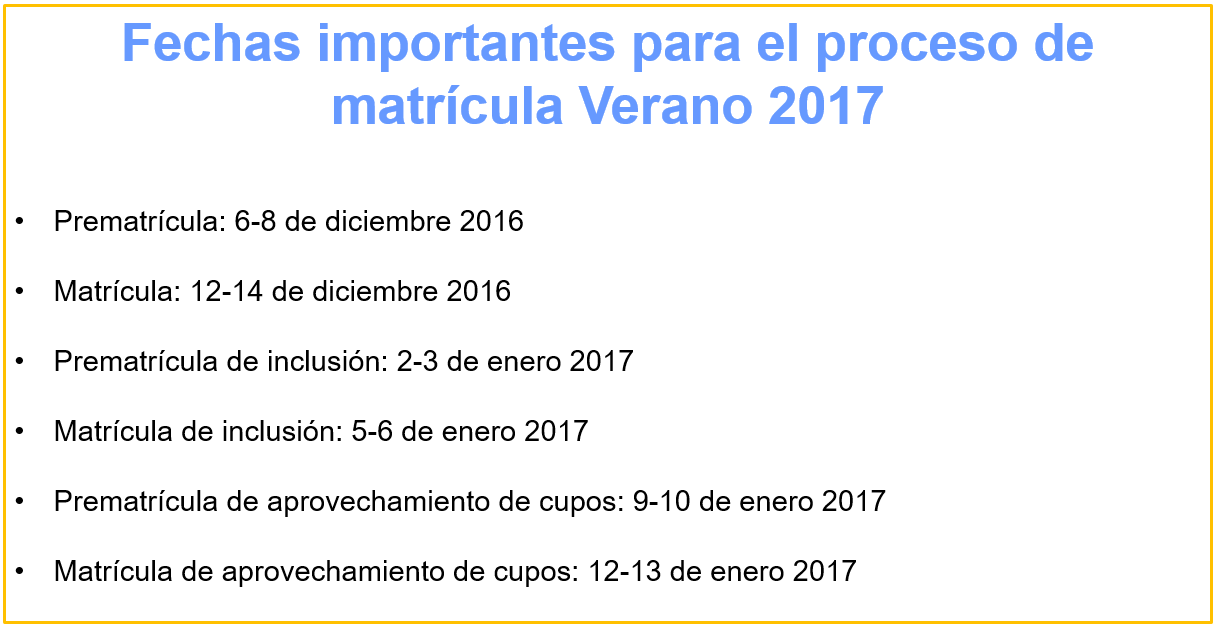 Fechas importantes para el proceso de
matrícula Verano 2017
• Prematrícula: 6-8 de diciembre 2016
• Matrícula: 12-14 de diciembre 2016
• Prematrícula de inclusión: 2-3 de enero 2017
• Matrícula de inclusión: 5-6 de enero 2017
• Prematrícula de aprovechamiento de cupos: 9-10 de enero 2017
• Matrícula de aprovechamiento de cupos: 12-13 de enero 2017